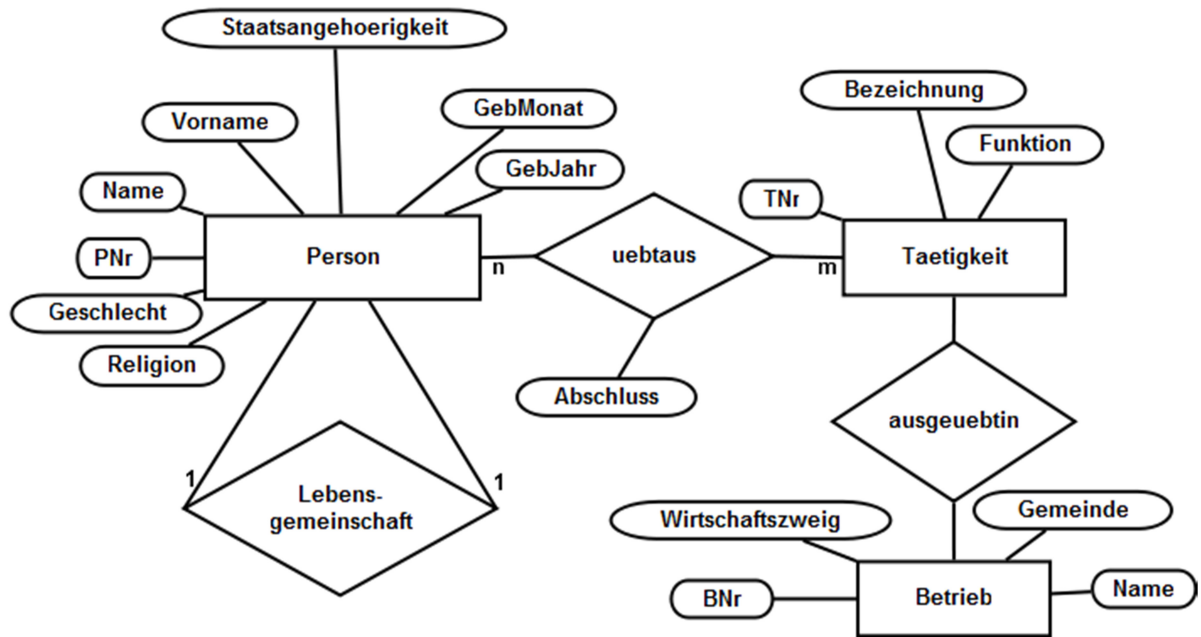 Staatsangehoerigkeit
Vorname
GebMonat
GebJahr
Name
PNr
Person
Geschlecht
Religion
n
uebtaus
m
Abschluss
Bezeichnung
Funktion
TNr
Taetigkeit
1
1
Lebens-
gemeinschaft
ausgeuebtin
Wirtschaftszweig
Gemeinde
BNr
Betrieb
Name